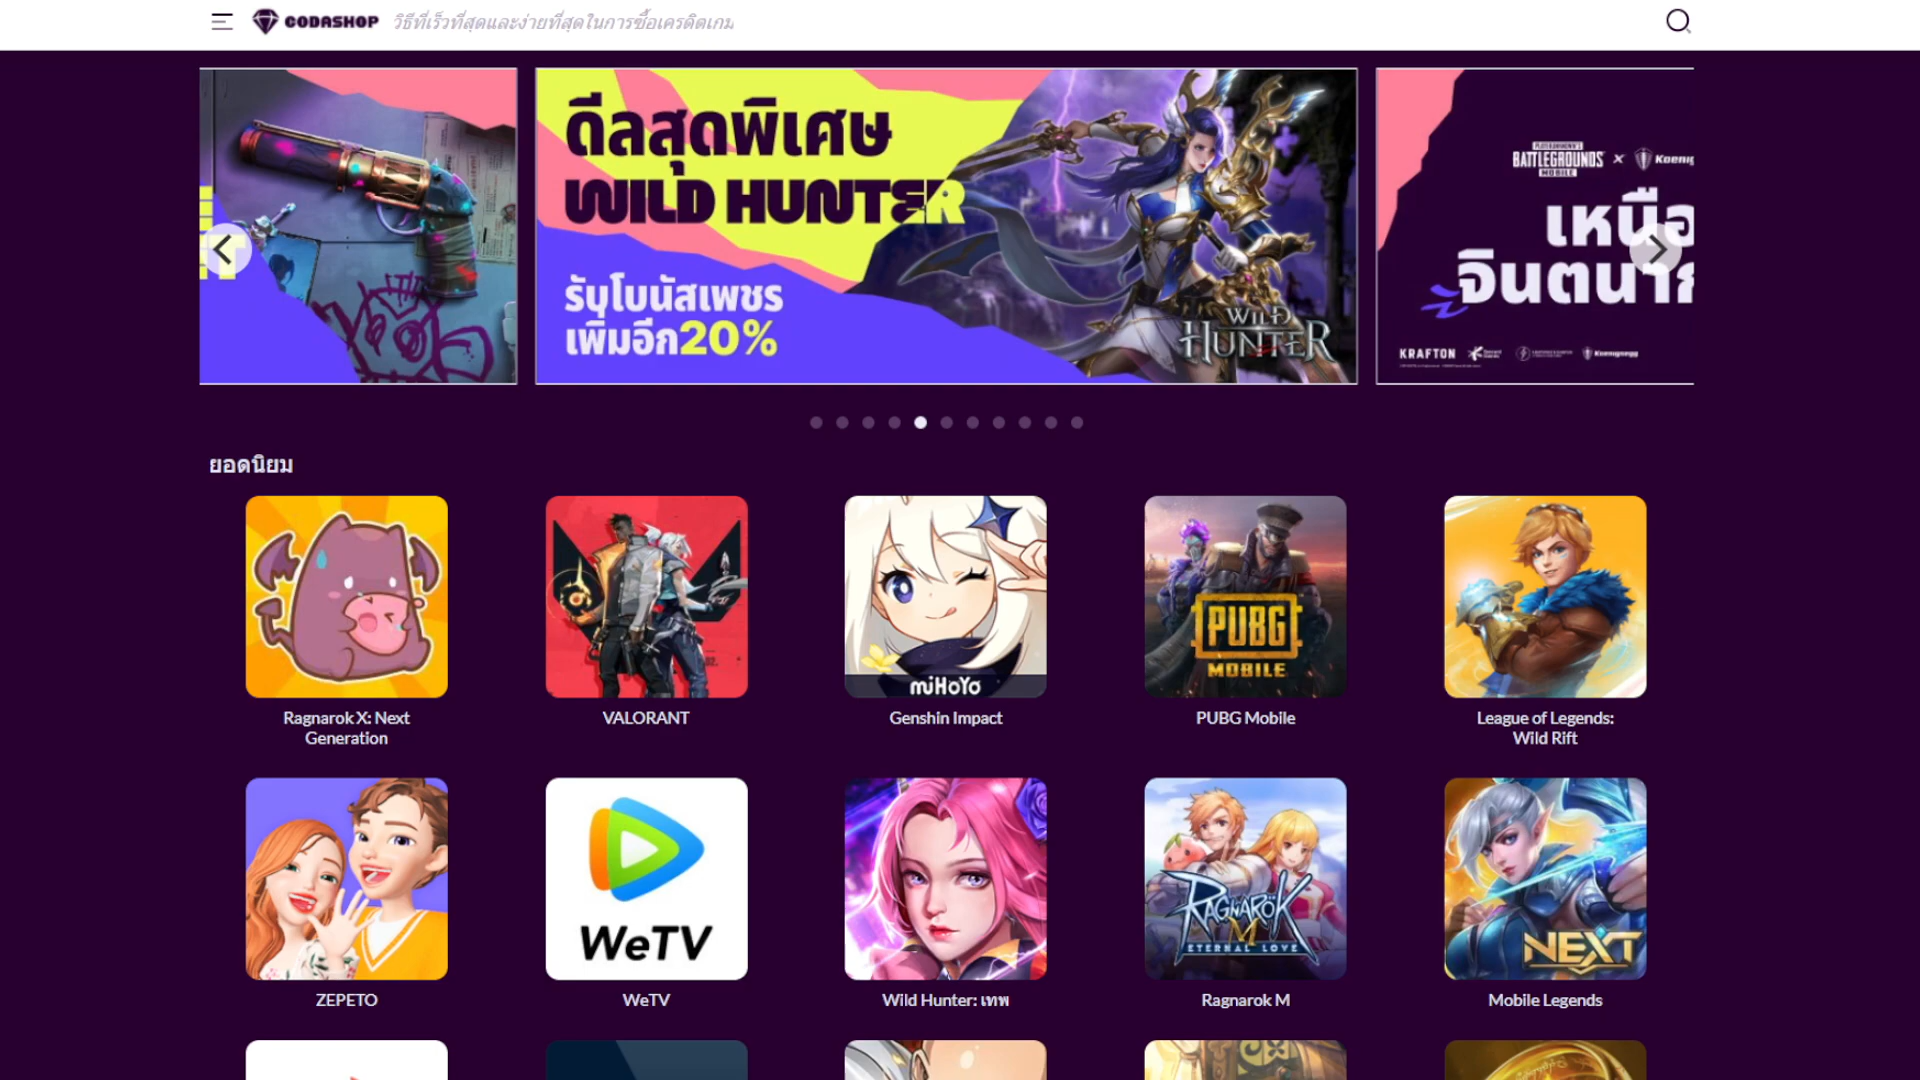 CODASHOP วิธีที่เร็วที่สุดและง่ายที่สุดในการซื้อเครดิตเกม
ดีลสุดพิเศษ
WILD HUNTER
รับโบนัสเพชร
เพิ่มอีก20%
WILD
HUNTER
BATTLEGROUNDS X Koenig
MOBILE
เหนือ
จินตนาก
KRAFTON
Koenigsegg
ยอดนิยม
PUBG
MOBILE
miHoYo
Ragnarok X: Next
Generation
VALORANT
Genshin Impact
PUBG Mobile
League of Legends:
Wild Rift
WeTV
RAGNAROK
M
ETERNAL LOVE
NEXT
ZEPETO
WeTV
Wild Hunter: เทพ
Ragnarok M
Mobile Legends